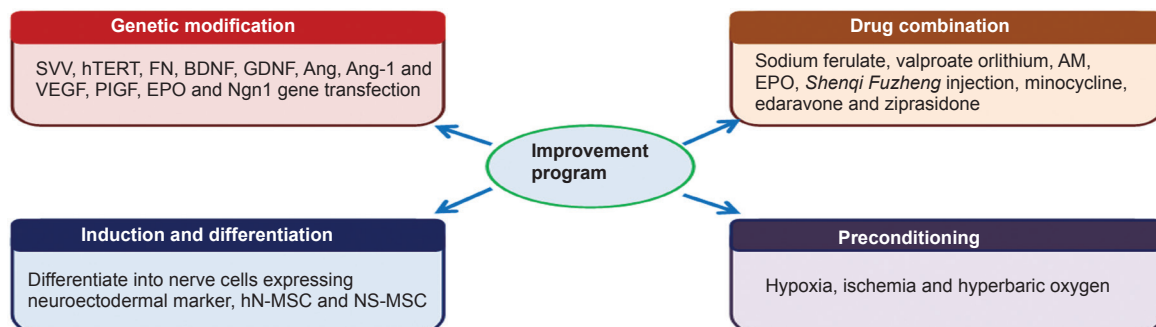 Genetic modification
SVV, hTERT, FN, BDNF, GDNF, Ang, Ang-1 and
VEGF, PIGF, EPO and Ngn1 gene transfection
Drug combination
Sodium ferulate, valproate orlithium, AM,
EPO, Shenqi Fuzheng injection, minocycline,
edaravone and ziprasidone
Improvement
program
Induction and differentiation
Differentiate into nerve cells expressing
neuroectodermal marker, hN-MSC and NS-MSC
Preconditioning
Hypoxia, ischemia and hyperbaric oxygen